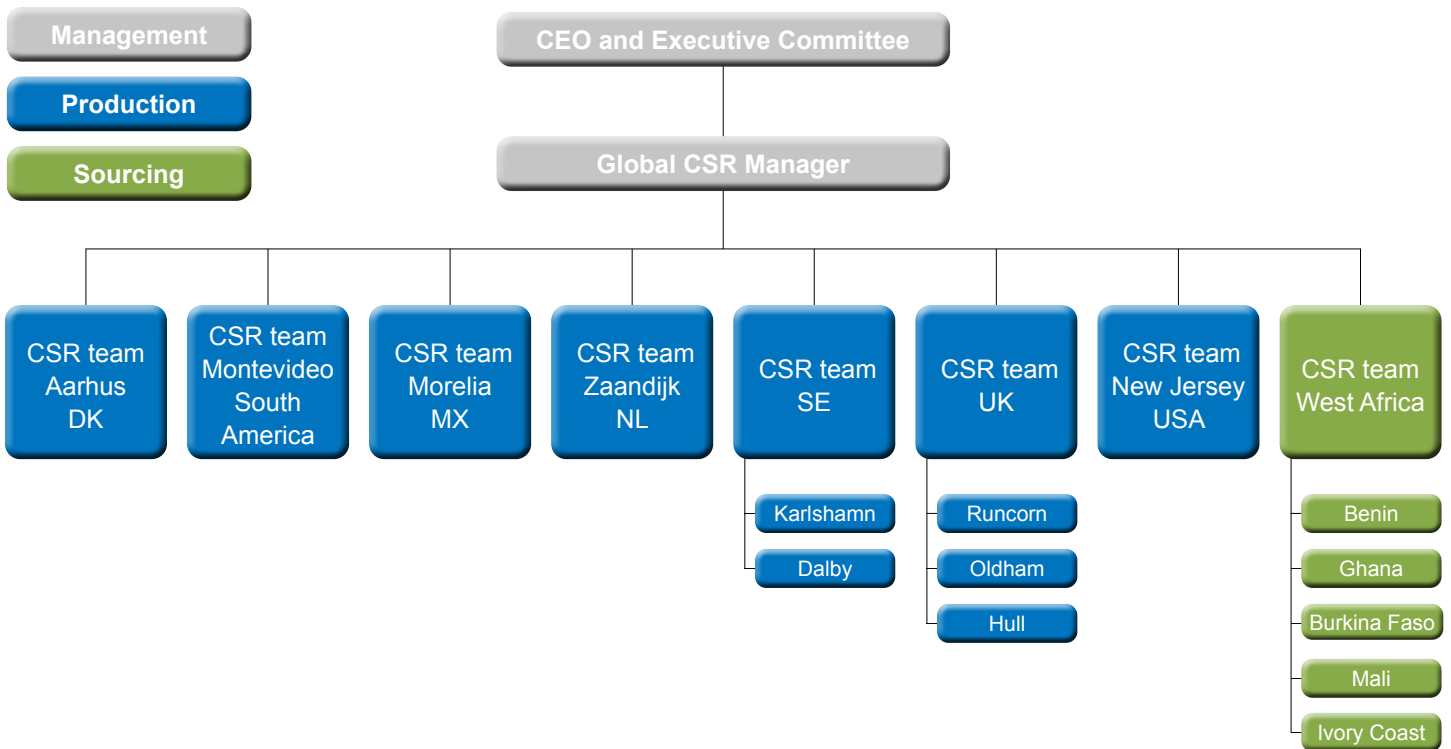 Management
Production
Sourcing
CEO and Executive Committee
Global CSR Manager
CSR team
Aarhus
DK
CSR team
Montevideo
South
America
CSR team
Morelia
MX
CSR team
Zaandijk
NL
CSR team
SE
CSR team
UK
CSR team
New Jersey
USA
CSR team
West Africa
Karlshamn
Dalby
Runcorn
Oldham
Hull
Benin
Ghana
Burkina Faso
Mali
Ivory Coast